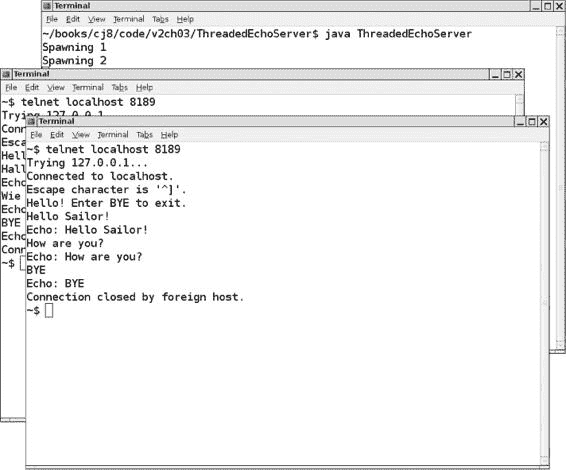 Terminal
File Edit View Terminal Tabs Help
~/books/cj8/code/v2ch03/ThreadedEchoServer$ java ThreadedEchoServer
Spawning 1
Spawning 2
Terminal
File Edit View Terminal Tabs Help
~$ telnet localhost 8189
Trying 127.0.0.1
Conn
Esca
Hell
Hall
Echo
Wie
Echo
BYE
Echo
Conn
~$
Terminal
File Edit View Terminal Tabs Help
~$ telnet localhost 8189
Trying 127.0.0.1...
Connected to localhost.
Escape character is '^]'.
Hello! Enter BYE to exit.
Hello Sailor!
Echo: Hello Sailor!
How are you?
Echo: How are you?
BYE
Echo: BYE
Connection closed by foreign host.
~$